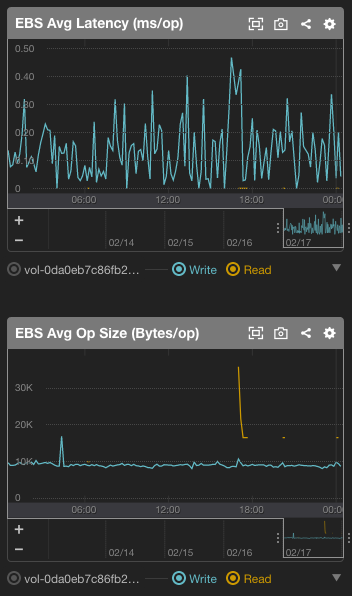 EBS Avg Latency (ms/op)
0.50
0.40
0.30
0.20
0.10
0
06:00 12:00 18:00 00:0
+
−
02/14 02/15 02/16 02/17
vol-0da0eb7c86fb2... Write Read
EBS Avg Op Size (Bytes/op)
30K
20K
10K
0
06:00 12:00 18:00 00:00
+
−
02/14 02/15 02/16 02/17
vol-0da0eb7c86fb2... Write Read